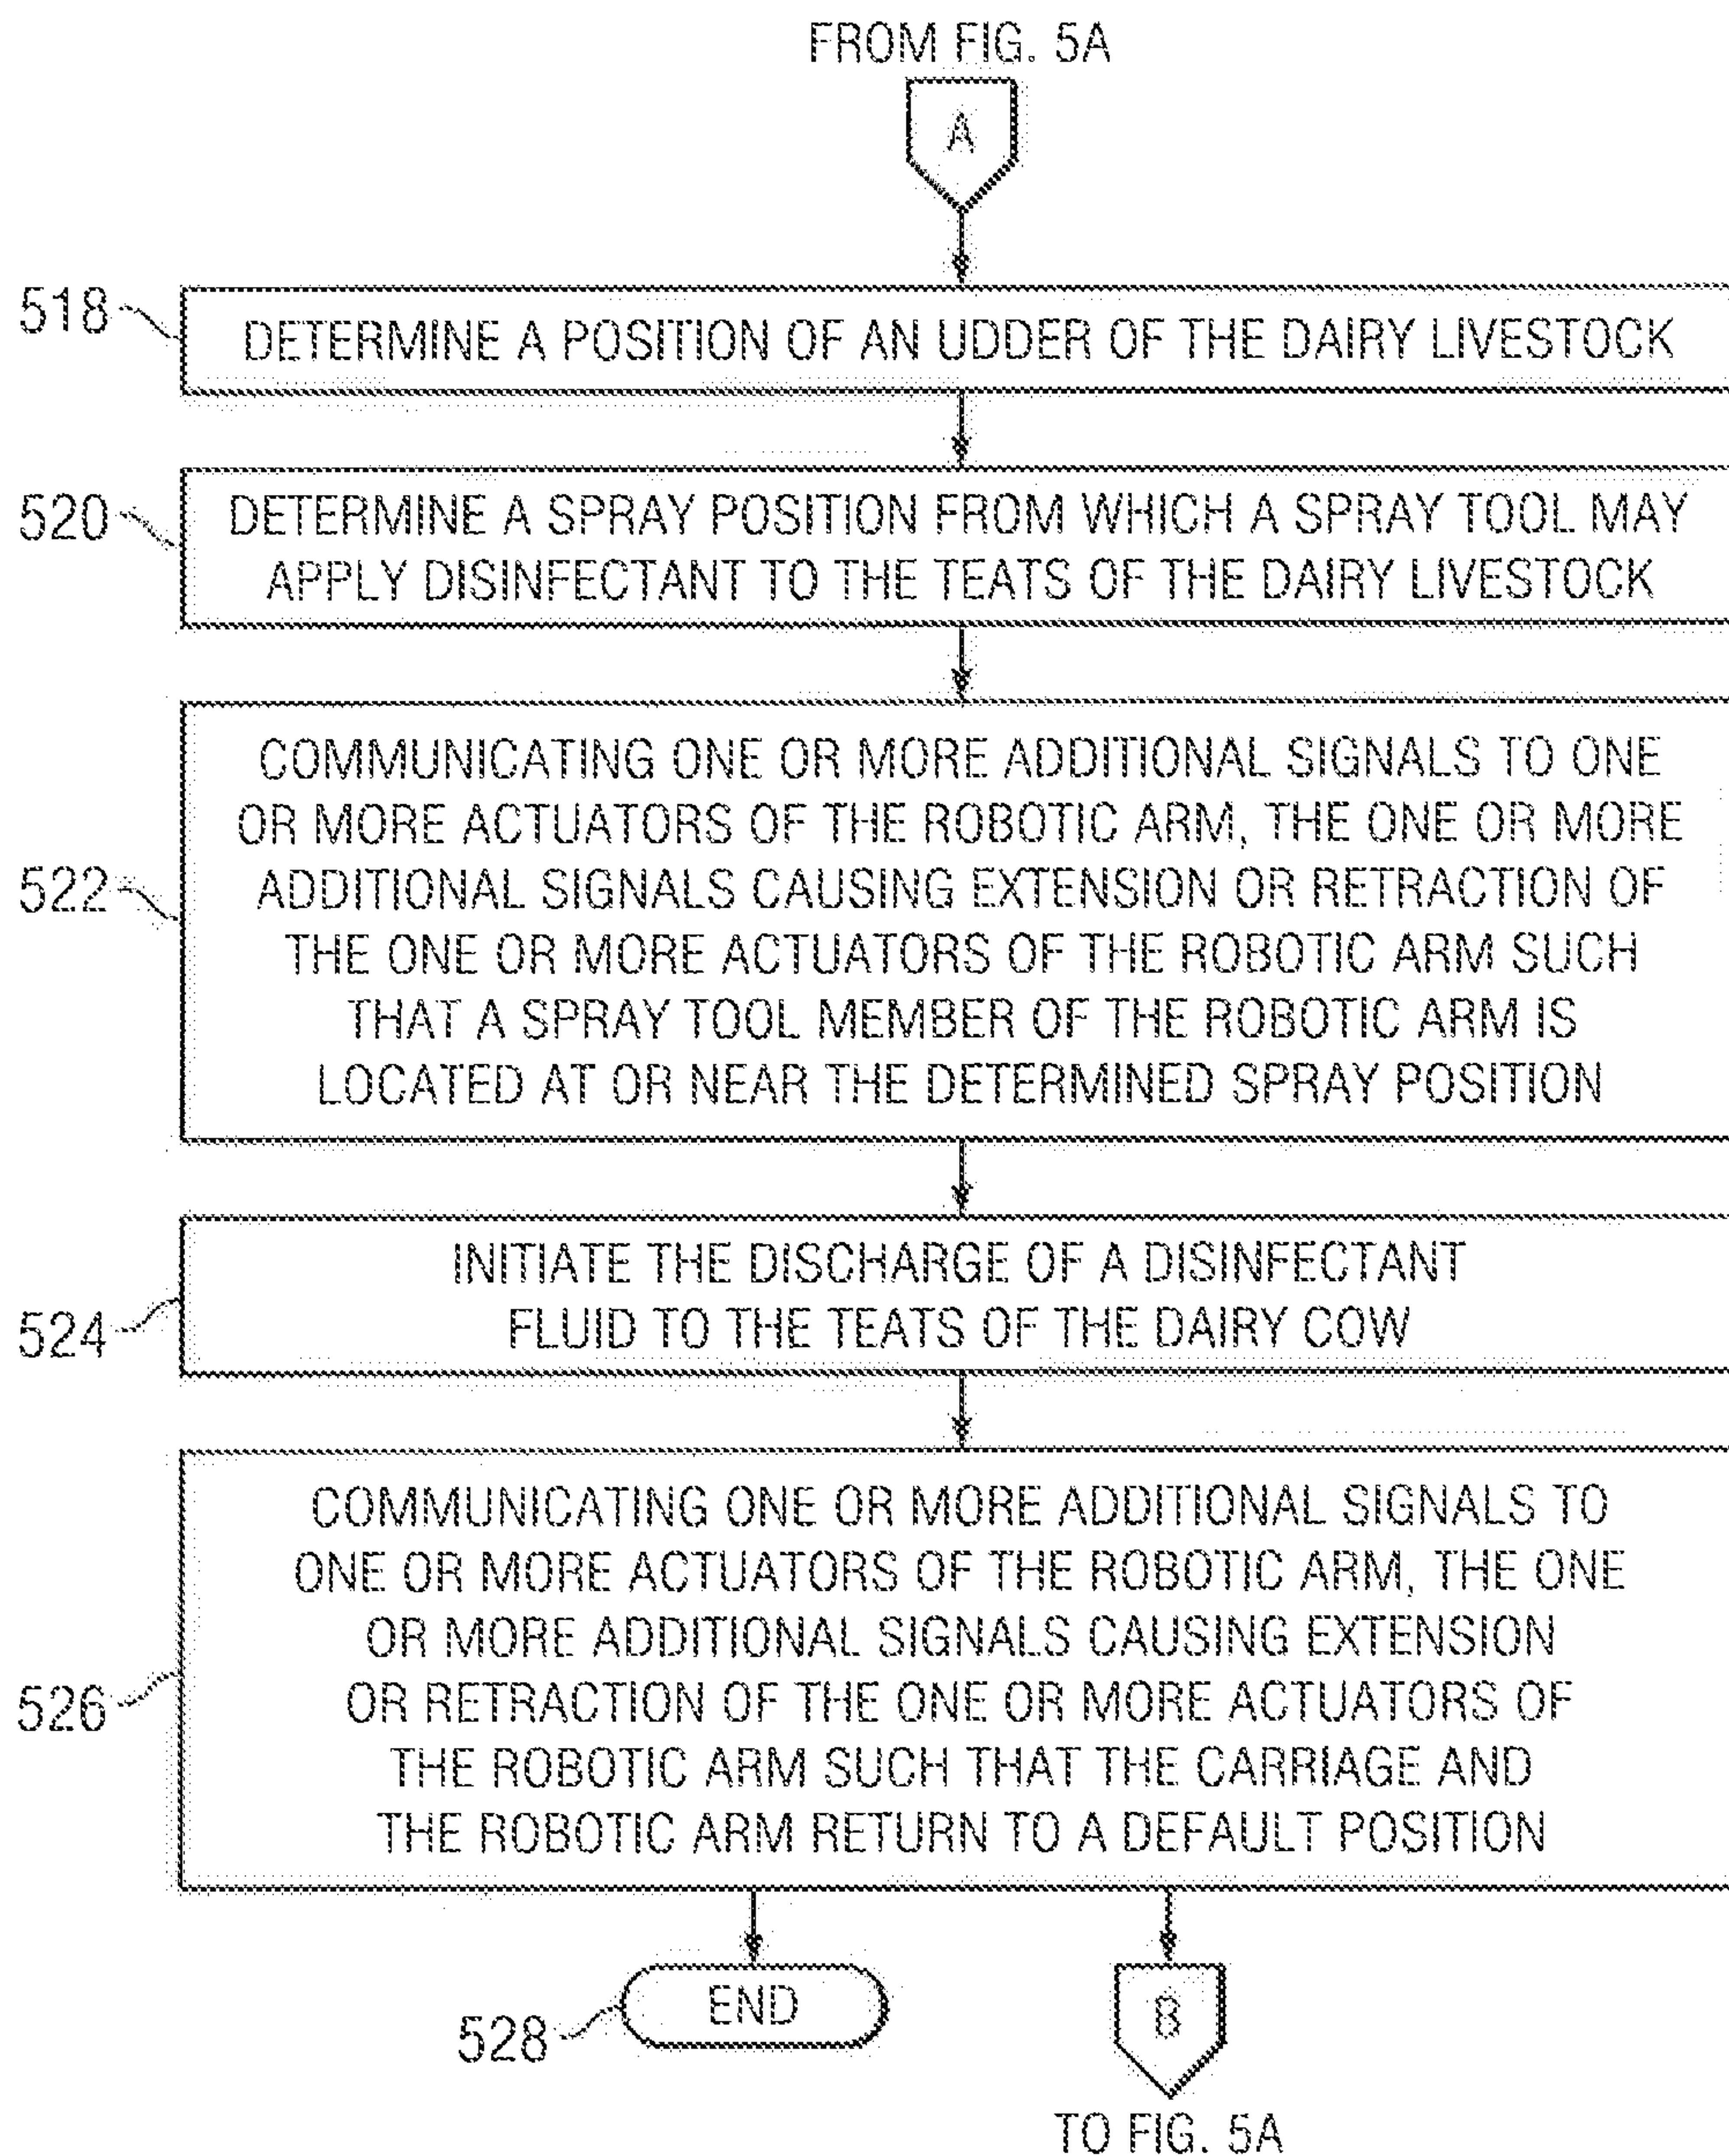 FROM FIG. 5A
A
518
DETERMINE A POSITION OF AN UDDER OF THE DAIRY LIVESTOCK
520
DETERMINE A SPRAY POSITION FROM WHICH A SPRAY TOOL MAY
APPLY DISINFECTANT TO THE TEATS OF THE DAIRY LIVESTOCK
522
COMMUNICATING ONE OR MORE ADDITIONAL SIGNALS TO ONE
OR MORE ACTUATORS OF THE ROBOTIC ARM, THE ONE OR MORE
ADDITIONAL SIGNALS CAUSING EXTENSION OR RETRACTION OF
THE ONE OR MORE ACTUATORS OF THE ROBOTIC ARM SUCH
THAT A SPRAY TOOL MEMBER OF THE ROBOTIC ARM IS
LOCATED AT OR NEAR THE DETERMINED SPRAY POSITION
524
INITIATE THE DISCHARGE OF A DISINFECTANT
FLUID TO THE TEATS OF THE DAIRY COW
526
COMMUNICATING ONE OR MORE ADDITIONAL SIGNALS TO
ONE OR MORE ACTUATORS OF THE ROBOTIC ARM, THE ONE
OR MORE ADDITIONAL SIGNALS CAUSING EXTENSION
OR RETRACTION OF THE ONE OR MORE ACTUATORS OF
THE ROBOTIC ARM SUCH THAT THE CARRIAGE AND
THE ROBOTIC ARM RETURN TO A DEFAULT POSITION
528
END
B
TO FIG. 5A